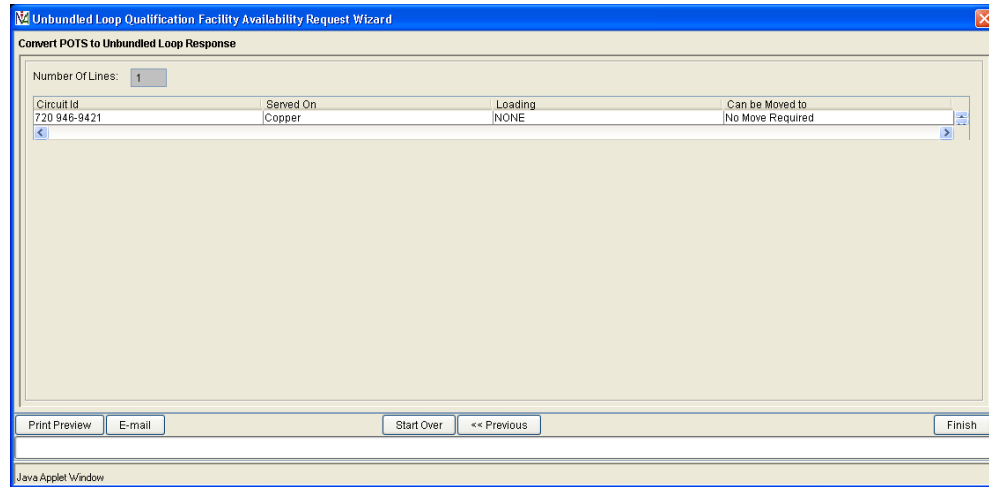 Unbundled Loop Qualification Facility Availability Request Wizard
Convert POTS to Unbundled Loop Response
Number Of Lines: 1
Circuit Id Served On Loading Can be Moved to
720 946-9421 Copper NONE No Move Required
Print Preview E-mail Start Over << Previous Finish
Java Applet Window